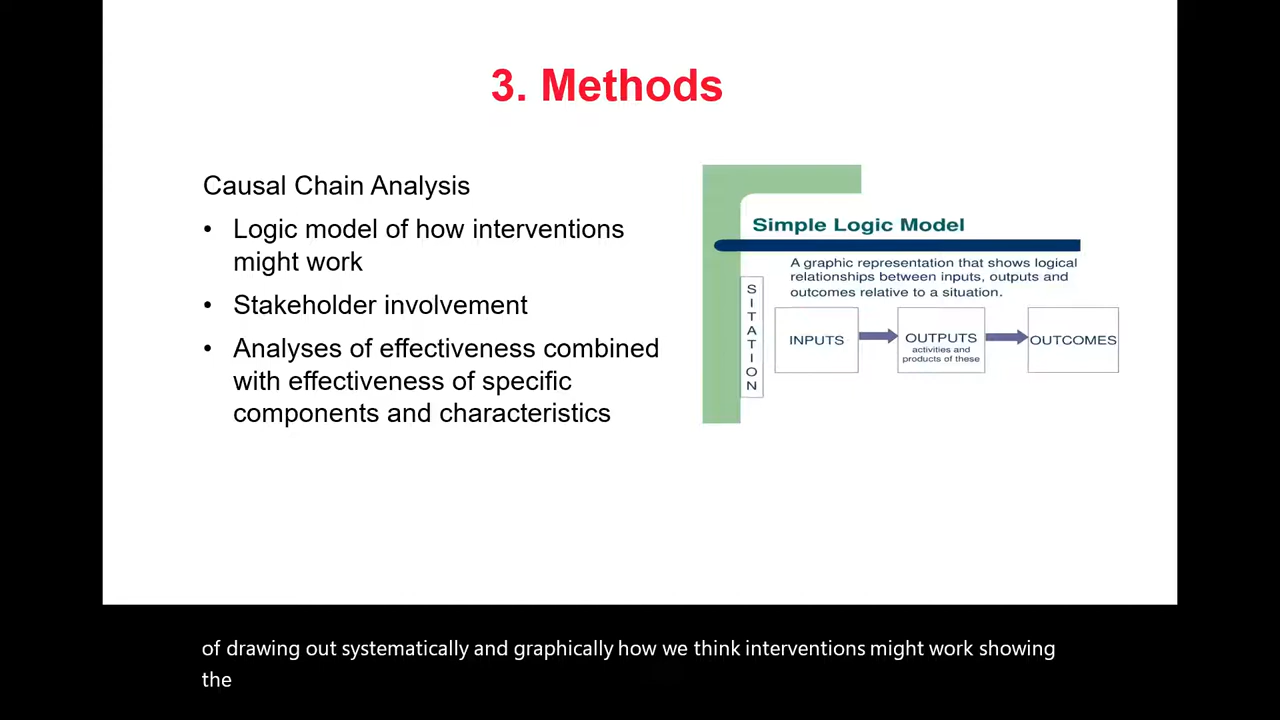 3. Methods
Causal Chain Analysis
• Logic model of how interventions
might work
• Stakeholder involvement
• Analyses of effectiveness combined
with effectiveness of specific
components and characteristics
Simple Logic Model
A graphic representation that shows logical
relationships between inputs, outputs and
outcomes relative to a situation.
S
I
T
A
T
I
O
N
INPUTS
OUTPUTS
activities and
products of these
OUTCOMES
of drawing out systematically and graphically how we think interventions might work showing
the